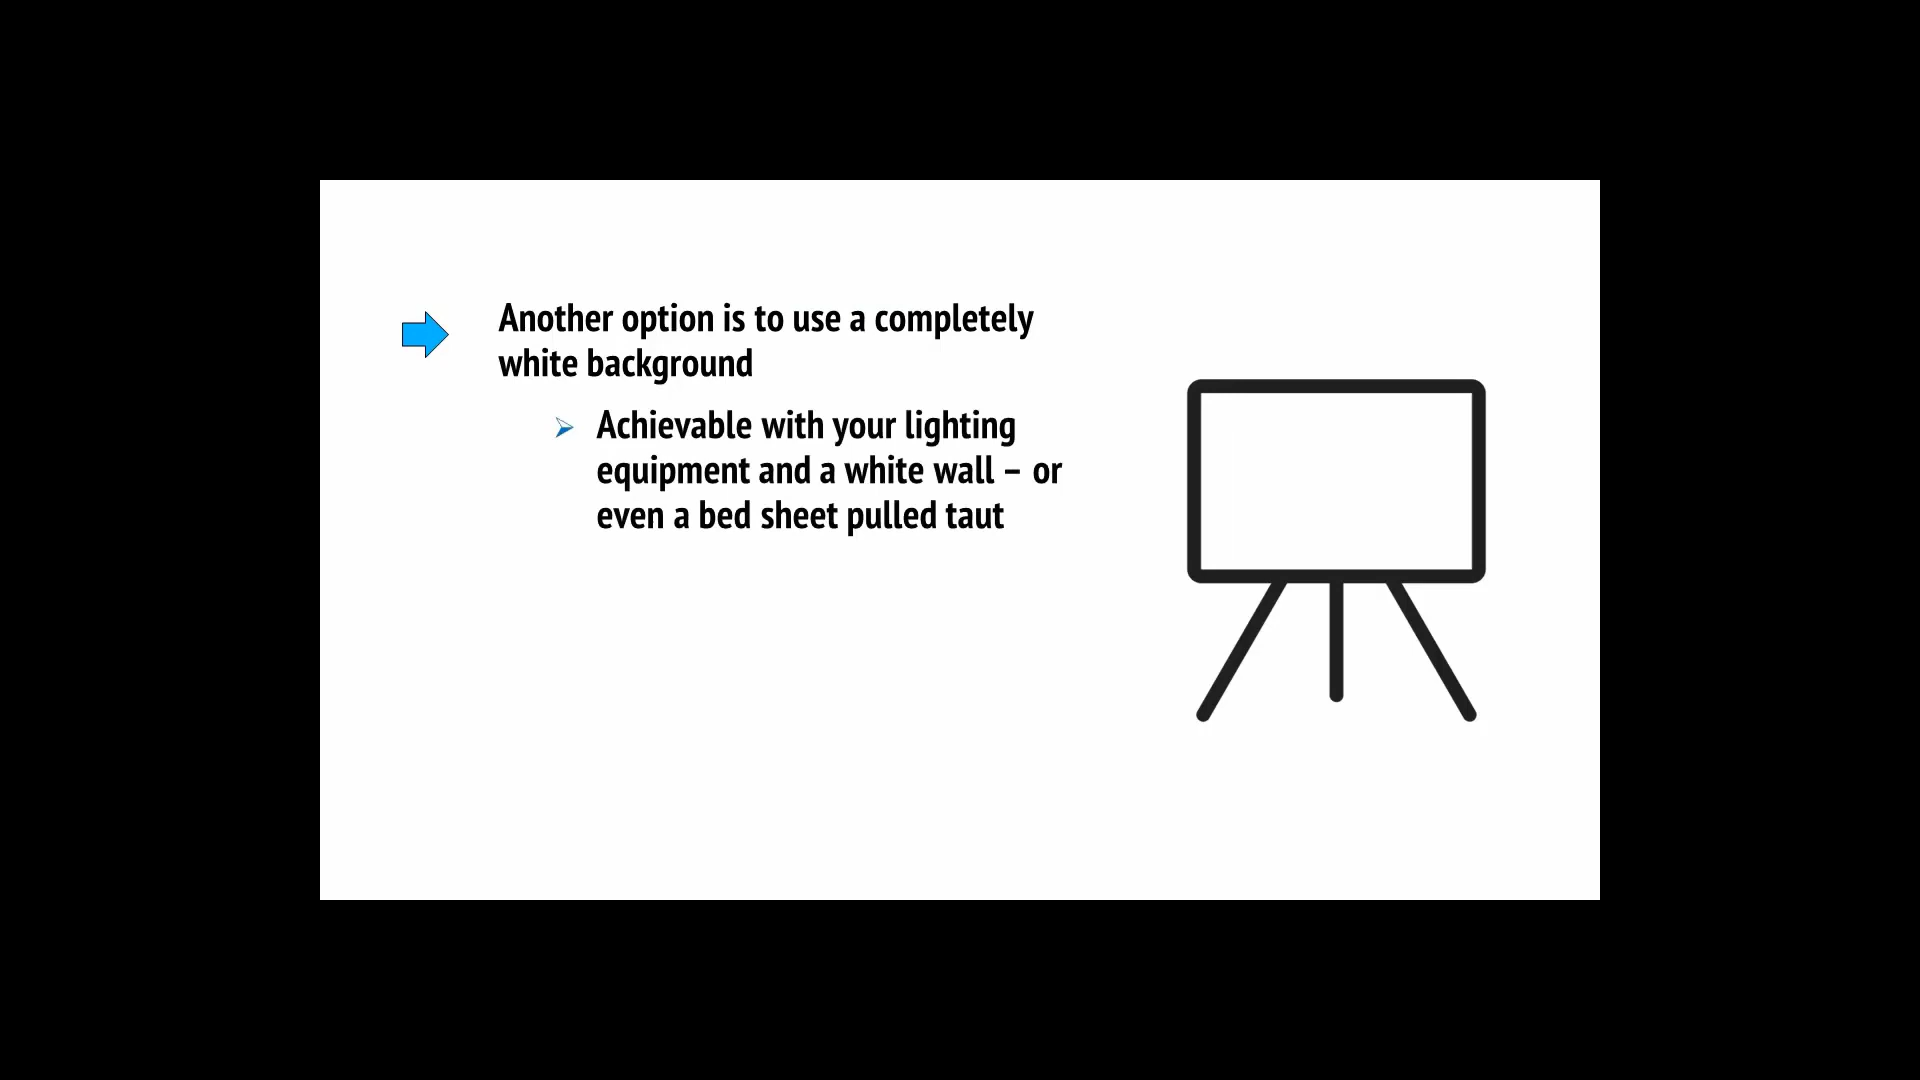 Another option is to use a completely
white background
Achievable with your lighting
equipment and a white wall – or
even a bed sheet pulled taut